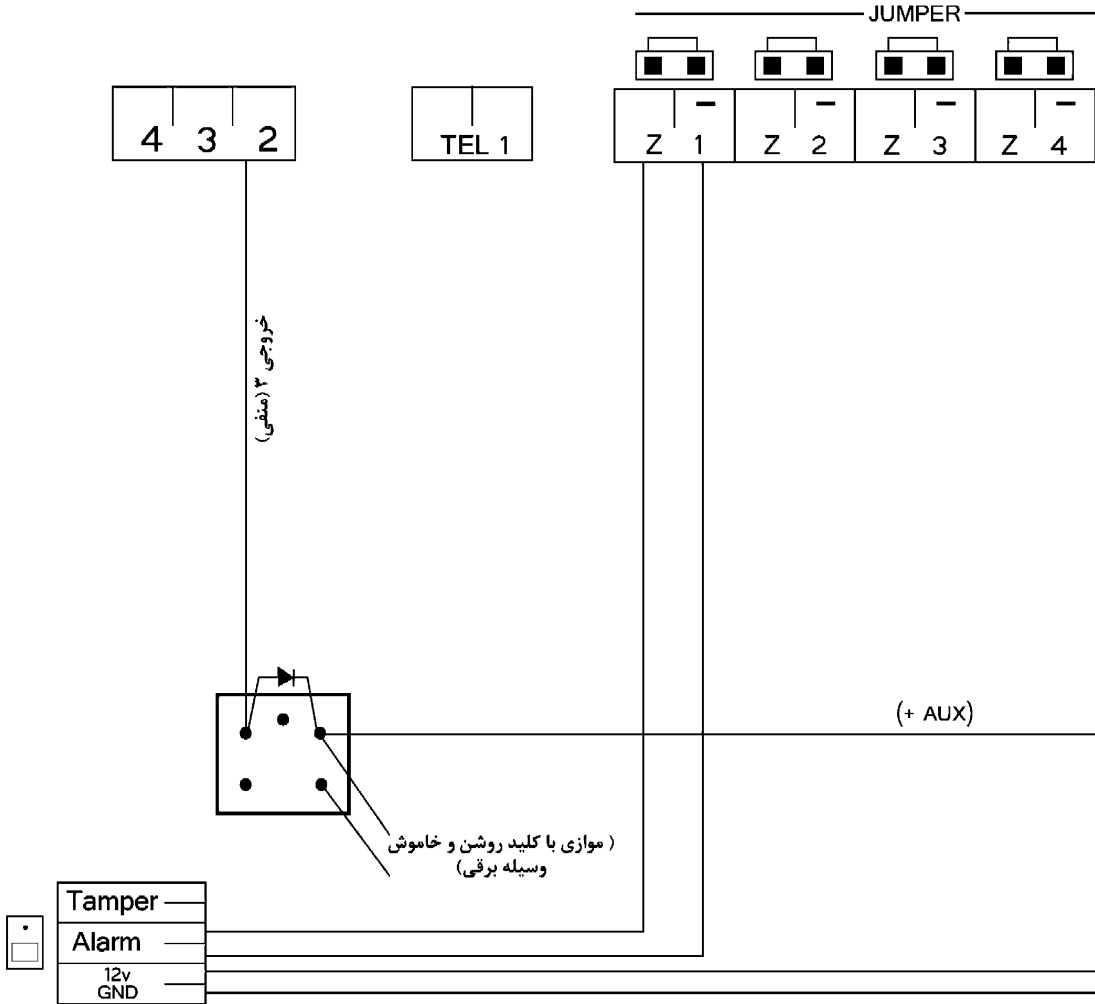 JUMPER
4 3 2
TEL 1
Z 1 Z 2 Z 3 Z 4
خروجی ۳ (منفی)
(+ AUX)
( موازی با کلید روشن و خاموش
وسیله برقی)
Tamper
Alarm
12v
GND